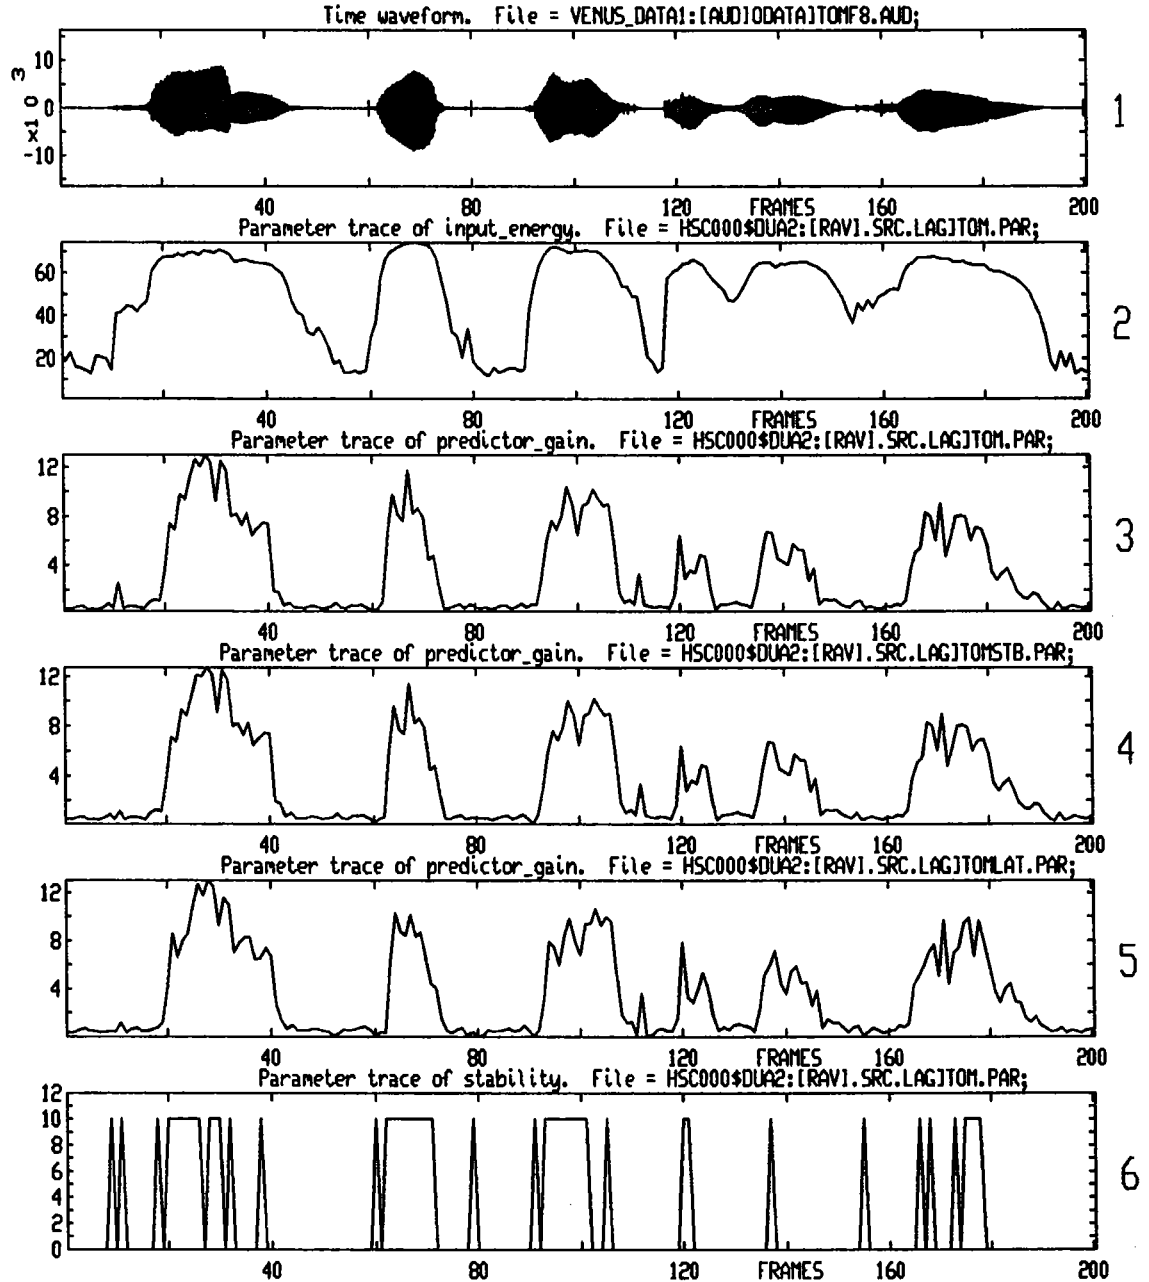 Time waveform. File = VENUS_DATA1:[AUDIODATA]TOMF8.AUD;
10
0
-10
x10 3
1
40 80 120 FRAMES 160 200
Parameter trace of input_energy. File = HSC000$DUA2:[RAV].SRC.LAG]TOM.PAR;
60
40
20
2
40 80 120 FRAMES 160 200
Parameter trace of predictor_gain. File = HSC000$DUA2:[RAV].SRC.LAG]TOM.PAR;
12
8
4
3
40 80 120 FRAMES 160 200
Parameter trace of predictor_gain. File = HSC000$DUA2:[RAV].SRC.LAG]TOMSTB.PAR;
12
8
4
4
40 80 120 FRAMES 160 200
Parameter trace of predictor_gain. File = HSC000$DUA2:[RAV].SRC.LAG]TOMLAT.PAR;
12
8
4
5
40 80 120 FRAMES 160 200
Parameter trace of stability. File = HSC000$DUA2:[RAV].SRC.LAG]TOM.PAR;
12
10
8
6
4
2
0
6
40 80 120 FRAMES 160 200